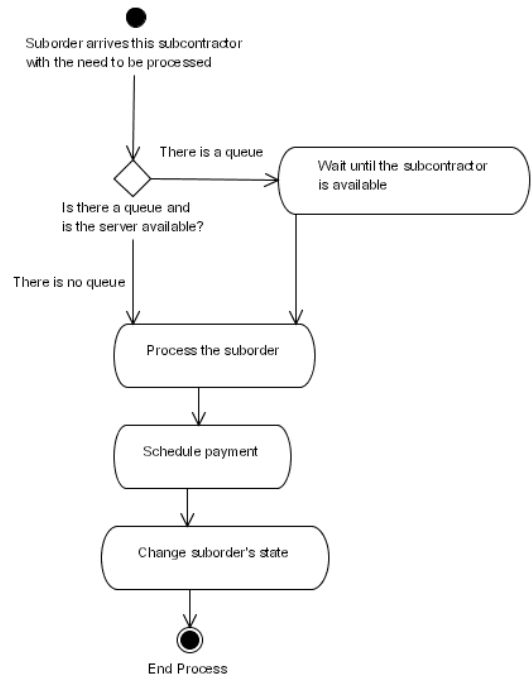 Suborder arrives this subcontractor
with the need to be processed
There is a queue
Wait until the subcontractor
is available
Is there a queue and
is the server available?
There is no queue
Process the suborder
Schedule payment
Change suborder's state
End Process